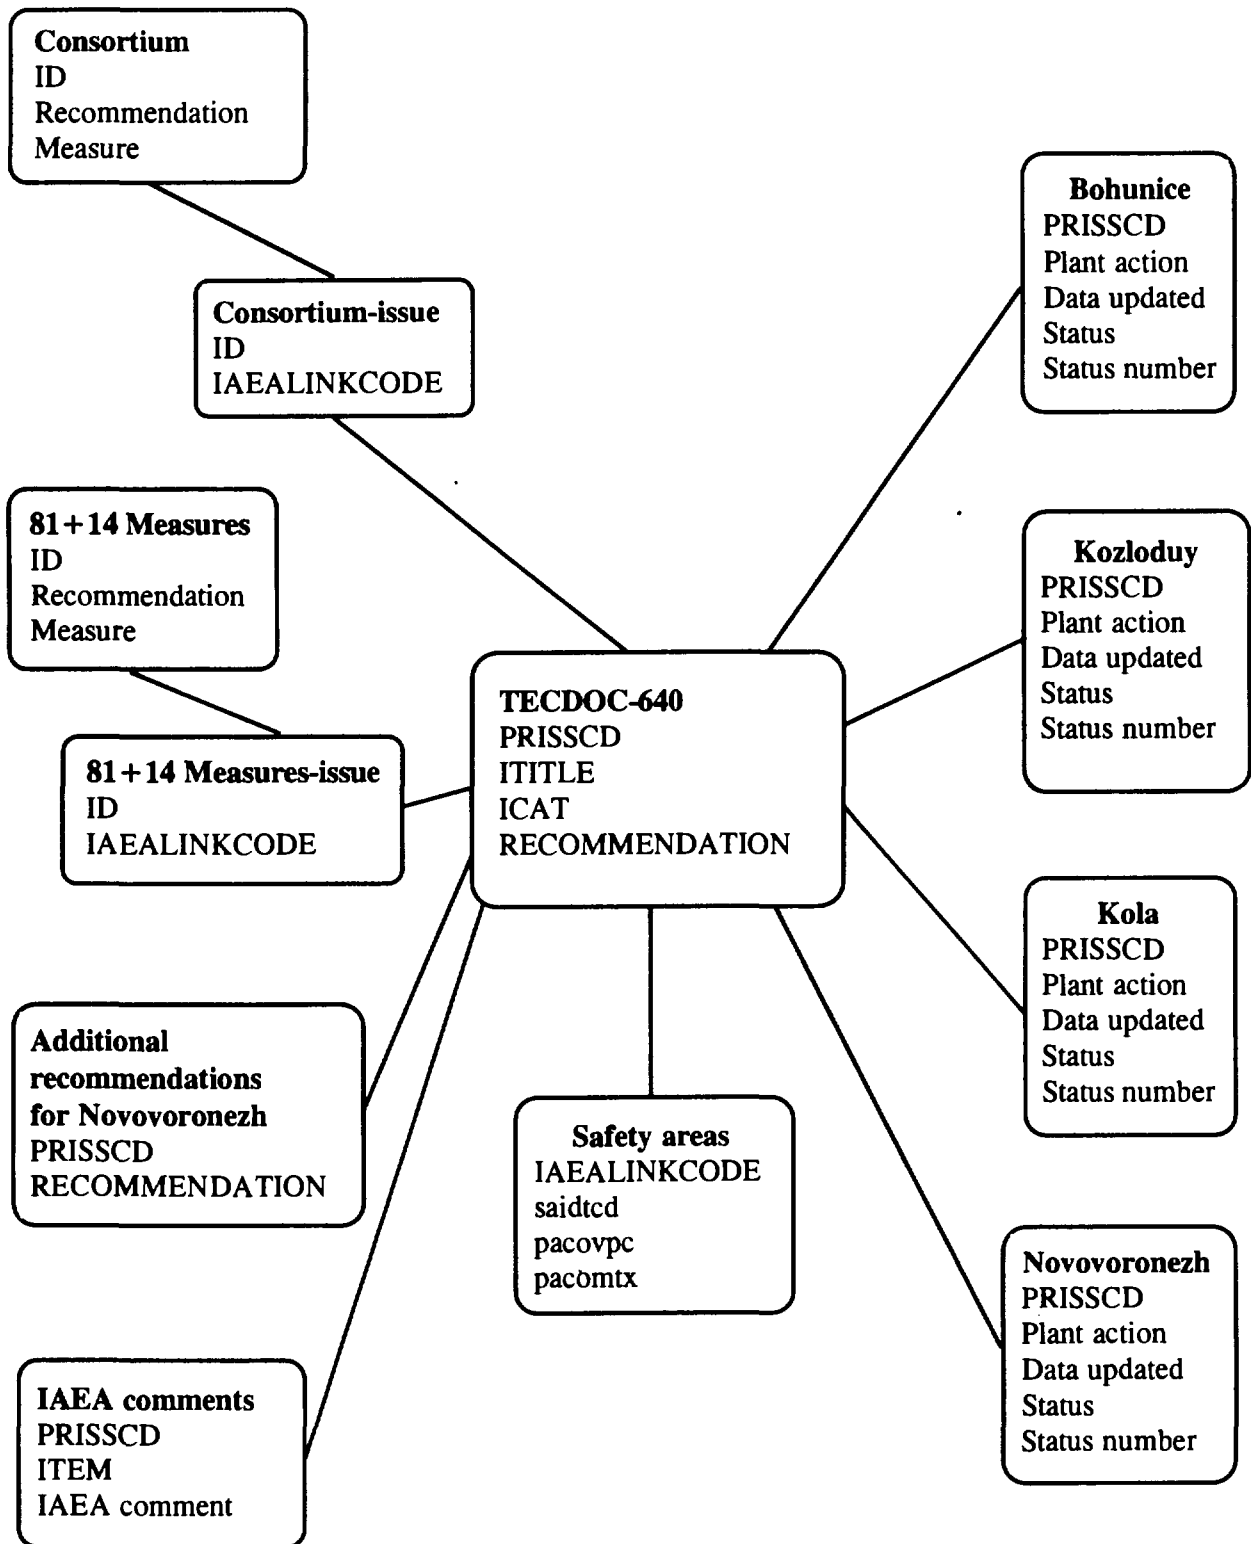 Consortium
ID
Recommendation
Measure
Consortium-issue
ID
IAEALINKCODE
81+14 Measures
ID
Recommendation
Measure
81+14 Measures-issue
ID
IAEALINKCODE
Additional
recommendations
for Novovoronezh
PRISSCD
RECOMMENDATION
IAEA comments
PRISSCD
ITEM
IAEA comment
TECDOC-640
PRISSCD
ITITLE
ICAT
RECOMMENDATION
Safety areas
IAEALINKCODE
saidtcd
pacovpc
pacomtx
Bohunice
PRISSCD
Plant action
Data updated
Status
Status number
Kozloduy
PRISSCD
Plant action
Data updated
Status
Status number
Kola
PRISSCD
Plant action
Data updated
Status
Status number
Novovoronezh
PRISSCD
Plant action
Data updated
Status
Status number